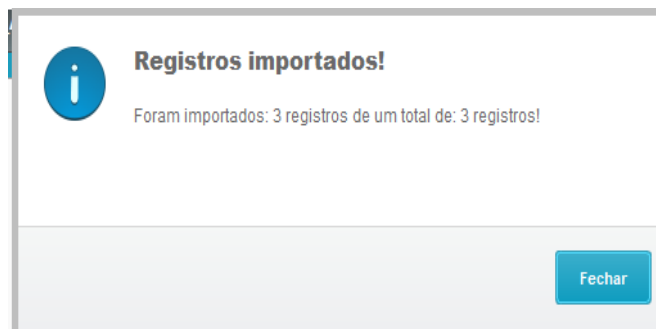 Registros importados!
Foram importados: 3 registros de um total de: 3 registros!
Fechar